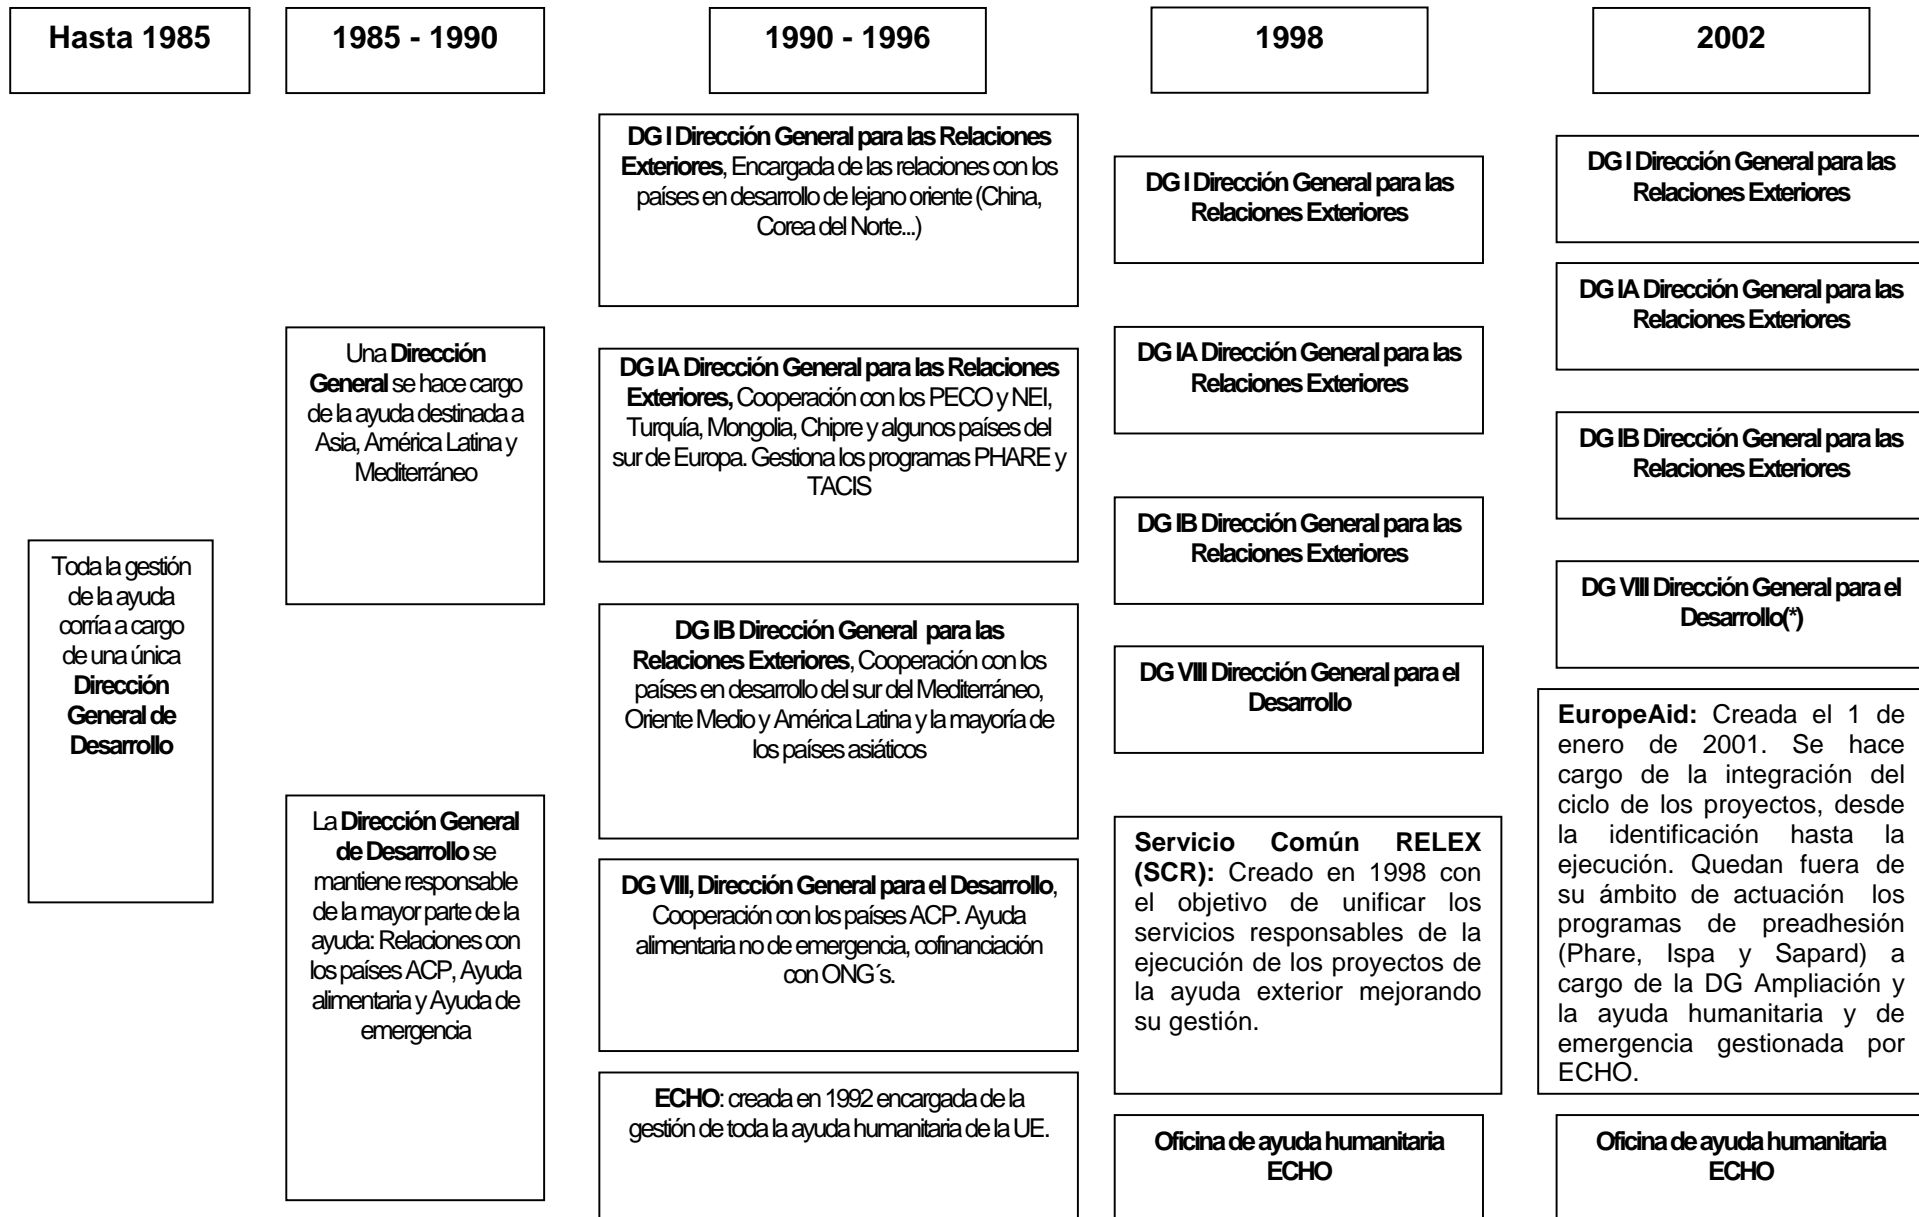 Hasta 1985
1985 - 1990
1990 - 1996
1998
2002
Toda la gestión
de la ayuda
corría a cargo
de una única
Dirección
General de
Desarrollo
Una Dirección
General se hace cargo
de la ayuda destinada a
Asia, América Latina y
Mediterráneo
La Dirección General
de Desarrollo se
mantiene responsable
de la mayor parte de la
ayuda: Relaciones con
los países ACP, Ayuda
alimentaria y Ayuda de
emergencia
DG I Dirección General para las Relaciones
Exteriores, Encargada de las relaciones con los
países en desarrollo de lejano oriente (China,
Corea del Norte...)
DG IA Dirección General para las Relaciones
Exteriores, Cooperación con los PECO y NEI,
Turquía, Mongolia, Chipre y algunos países del
sur de Europa. Gestiona los programas PHARE y
TACIS
DG IB Dirección General para las
Relaciones Exteriores, Cooperación con los
países en desarrollo del sur del Mediterráneo,
Oriente Medio y América Latina y la mayoría de
los países asiáticos
DG VIII, Dirección General para el Desarrollo,
Cooperación con los países ACP. Ayuda
alimentaria no de emergencia, cofinanciación
con ONG´s.
ECHO: creada en 1992 encargada de la
gestión de toda la ayuda humanitaria de la UE.
DG I Dirección General para las
Relaciones Exteriores
DG IA Dirección General para las
Relaciones Exteriores
DG IB Dirección General para las
Relaciones Exteriores
DG VIII Dirección General para el
Desarrollo
Servicio Común RELEX
(SCR): Creado en 1998 con
el objetivo de unificar los
servicios responsables de la
ejecución de los proyectos de
la ayuda exterior mejorando
su gestión.
Oficina de ayuda humanitaria
ECHO
DG I Dirección General para las
Relaciones Exteriores
DG IA Dirección General para las
Relaciones Exteriores
DG IB Dirección General para las
Relaciones Exteriores
DG VIII Dirección General para el
Desarrollo(*)
EuropeAid: Creada el 1 de
enero de 2001. Se hace
cargo de la integración del
ciclo de los proyectos, desde
la identificación hasta la
ejecución. Quedan fuera de
su ámbito de actuación los
programas de preadhesión
(Phare, Ispa y Sapard) a
cargo de la DG Ampliación y
la ayuda humanitaria y de
emergencia gestionada por
ECHO.
Oficina de ayuda humanitaria
ECHO